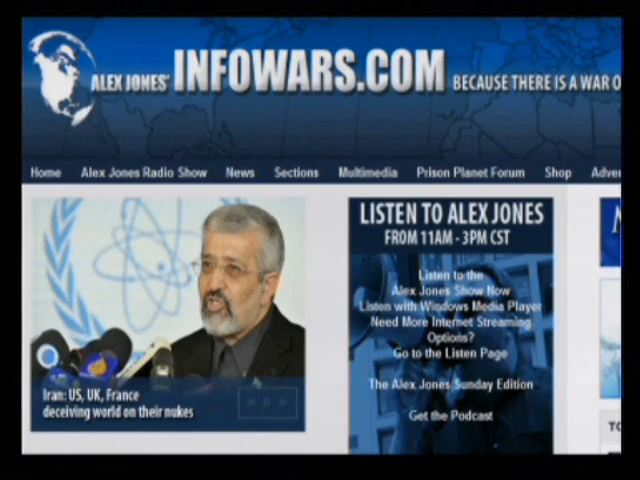 ALEX JONES' INFOWARS.COM BECAUSE THERE IS A WAR O
Home Alex Jones Radio Show News Sections Multimedia Prison Planet Forum Shop Adve
LISTEN TO ALEX JONES
FROM 11AM - 3PM CST
Listen to the
Alex Jones Show Now
Listen with Windows Media Player
Need More Internet Streaming
Options?
Go to the Listen Page
The Alex Jones Sunday Edition
Get the Podcast
Iran: US, UK, France
deceiving world on their nukes